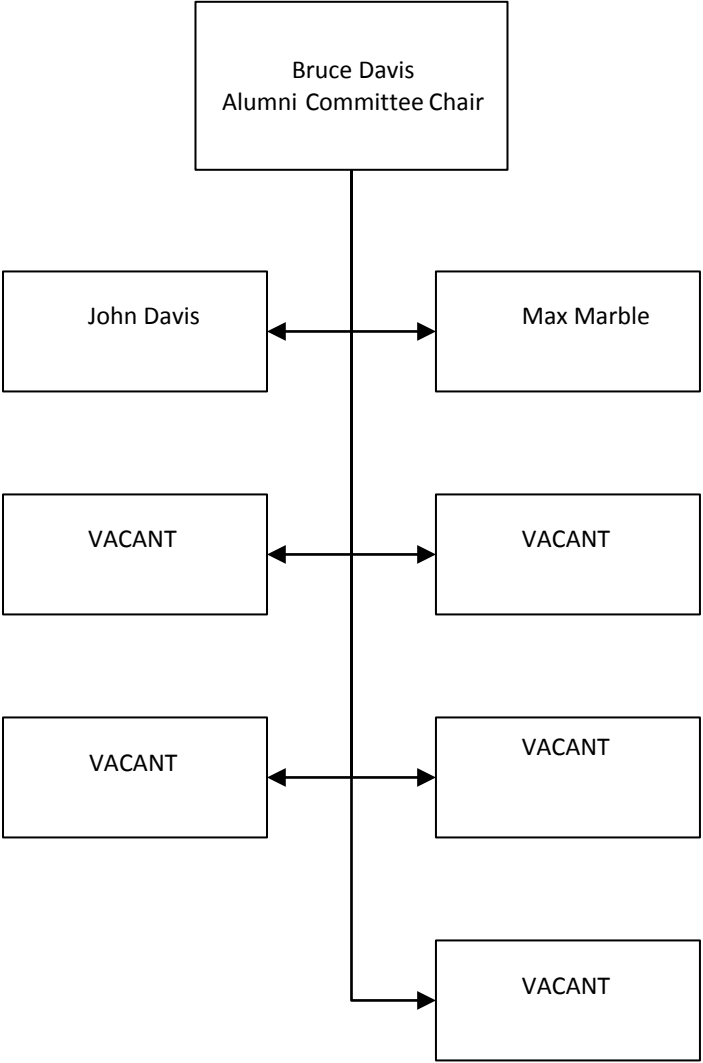 Bruce Davis
Alumni Committee Chair
John Davis
Max Marble
VACANT
VACANT
VACANT
VACANT
VACANT